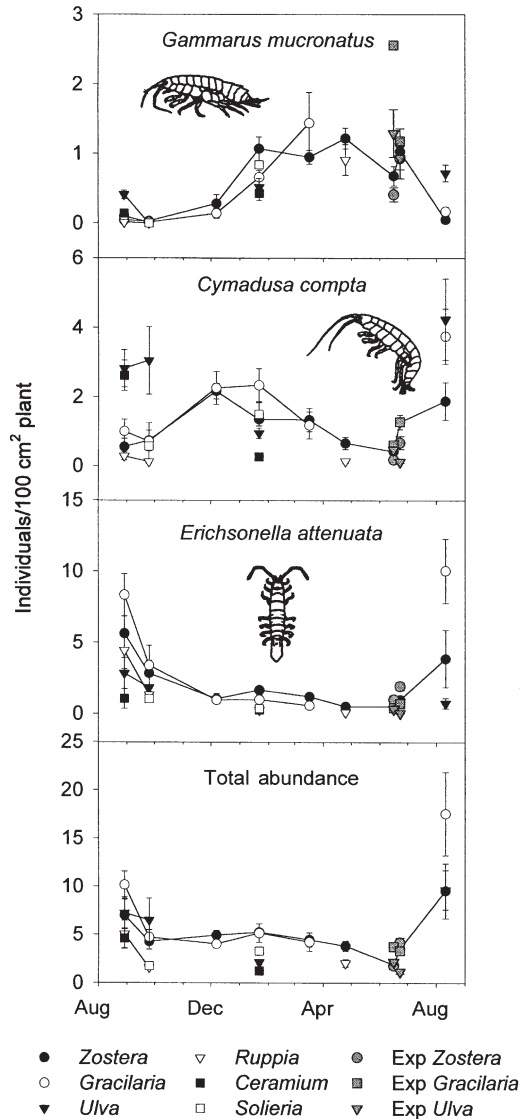 3
Gammarus mucronatus
2
1
0
6
Cymadusa compta
4
2
0
15
Erichsonella attenuata
10
5
0
25
Total abundance
20
15
10
5
0
Individuals/100 cm² plant
Aug Dec Apr Aug
Zostera Ruppia Exp Zostera
Gracilaria Ceramium Exp Gracilaria
Ulva Solieria Exp Ulva